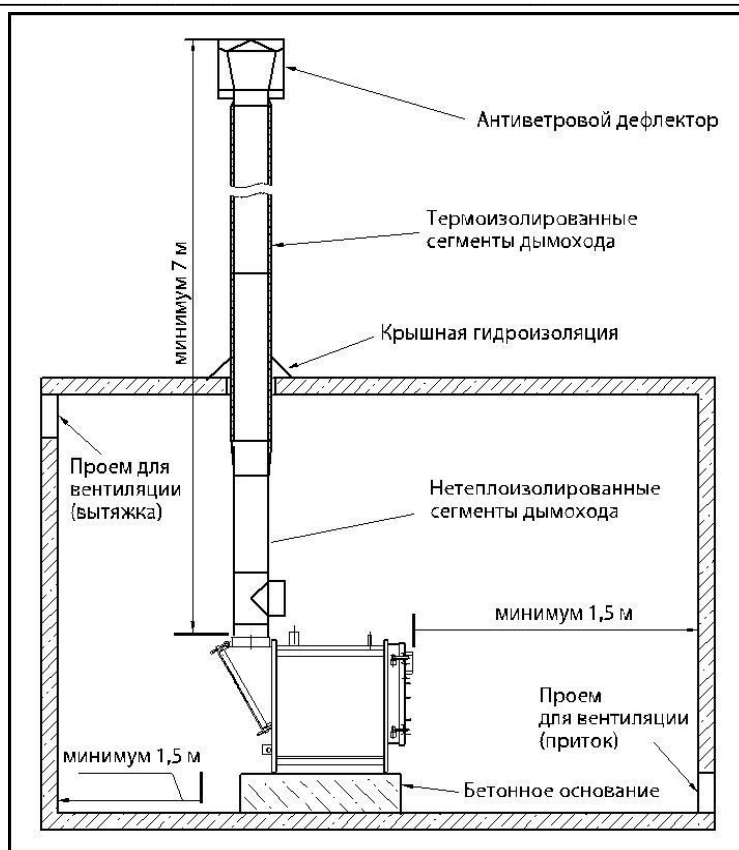 Антиветровой дефлектор
Термоизолированные
сегменты дымохода
минимум 7 м
Крышная гидроизоляция
Проем для
вентиляции
(вытяжка)
Нетеплоизолированные
сегменты дымохода
минимум 1,5 м
Проем
для вентиляции
(приток)
минимум 1,5 м
Бетонное основание